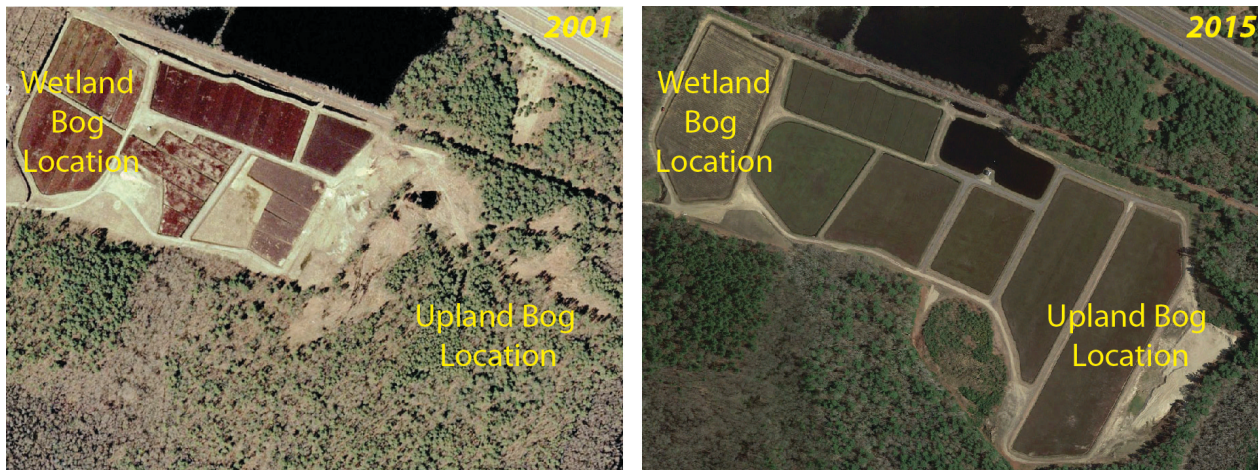 2001
Wetland
Bog
Location
Upland Bog
Location
2015
Wetland
Bog
Location
Upland Bog
Location